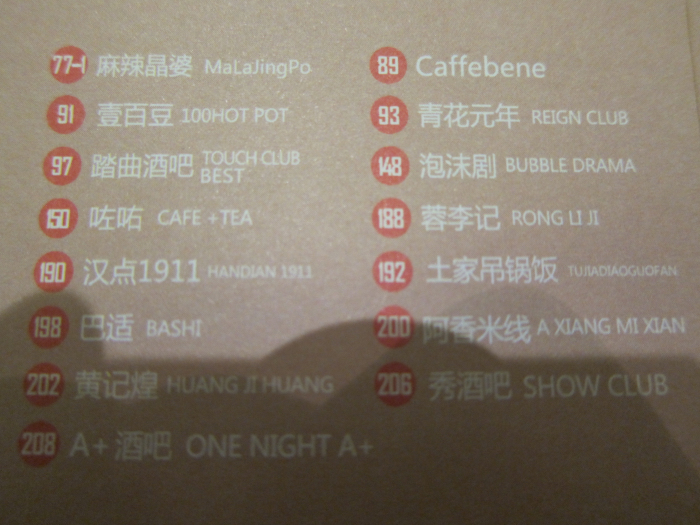 77-1 麻辣晶婆 MaLaJingPo
89 Caffebene
91 壹百豆 100HOT POT
93 青花元年 REIGN CLUB
97 踏曲酒吧 TOUCH CLUB
BEST
148 泡沫剧 BUBBLE DRAMA
150 咗啱 CAFE +TEA
188 蓉李记 RONG LI JI
190 汉点1911 HANDIAN 1911
192 土家吊锅饭 TUJIADIAOGUOFAN
198 巴适 BASHI
200 阿香米线 A XIANG MI XIAN
202 黄记煌 HUANG JI HUANG
206 秀酒吧 SHOW CLUB
208 A+ 酒吧 ONE NIGHT A+